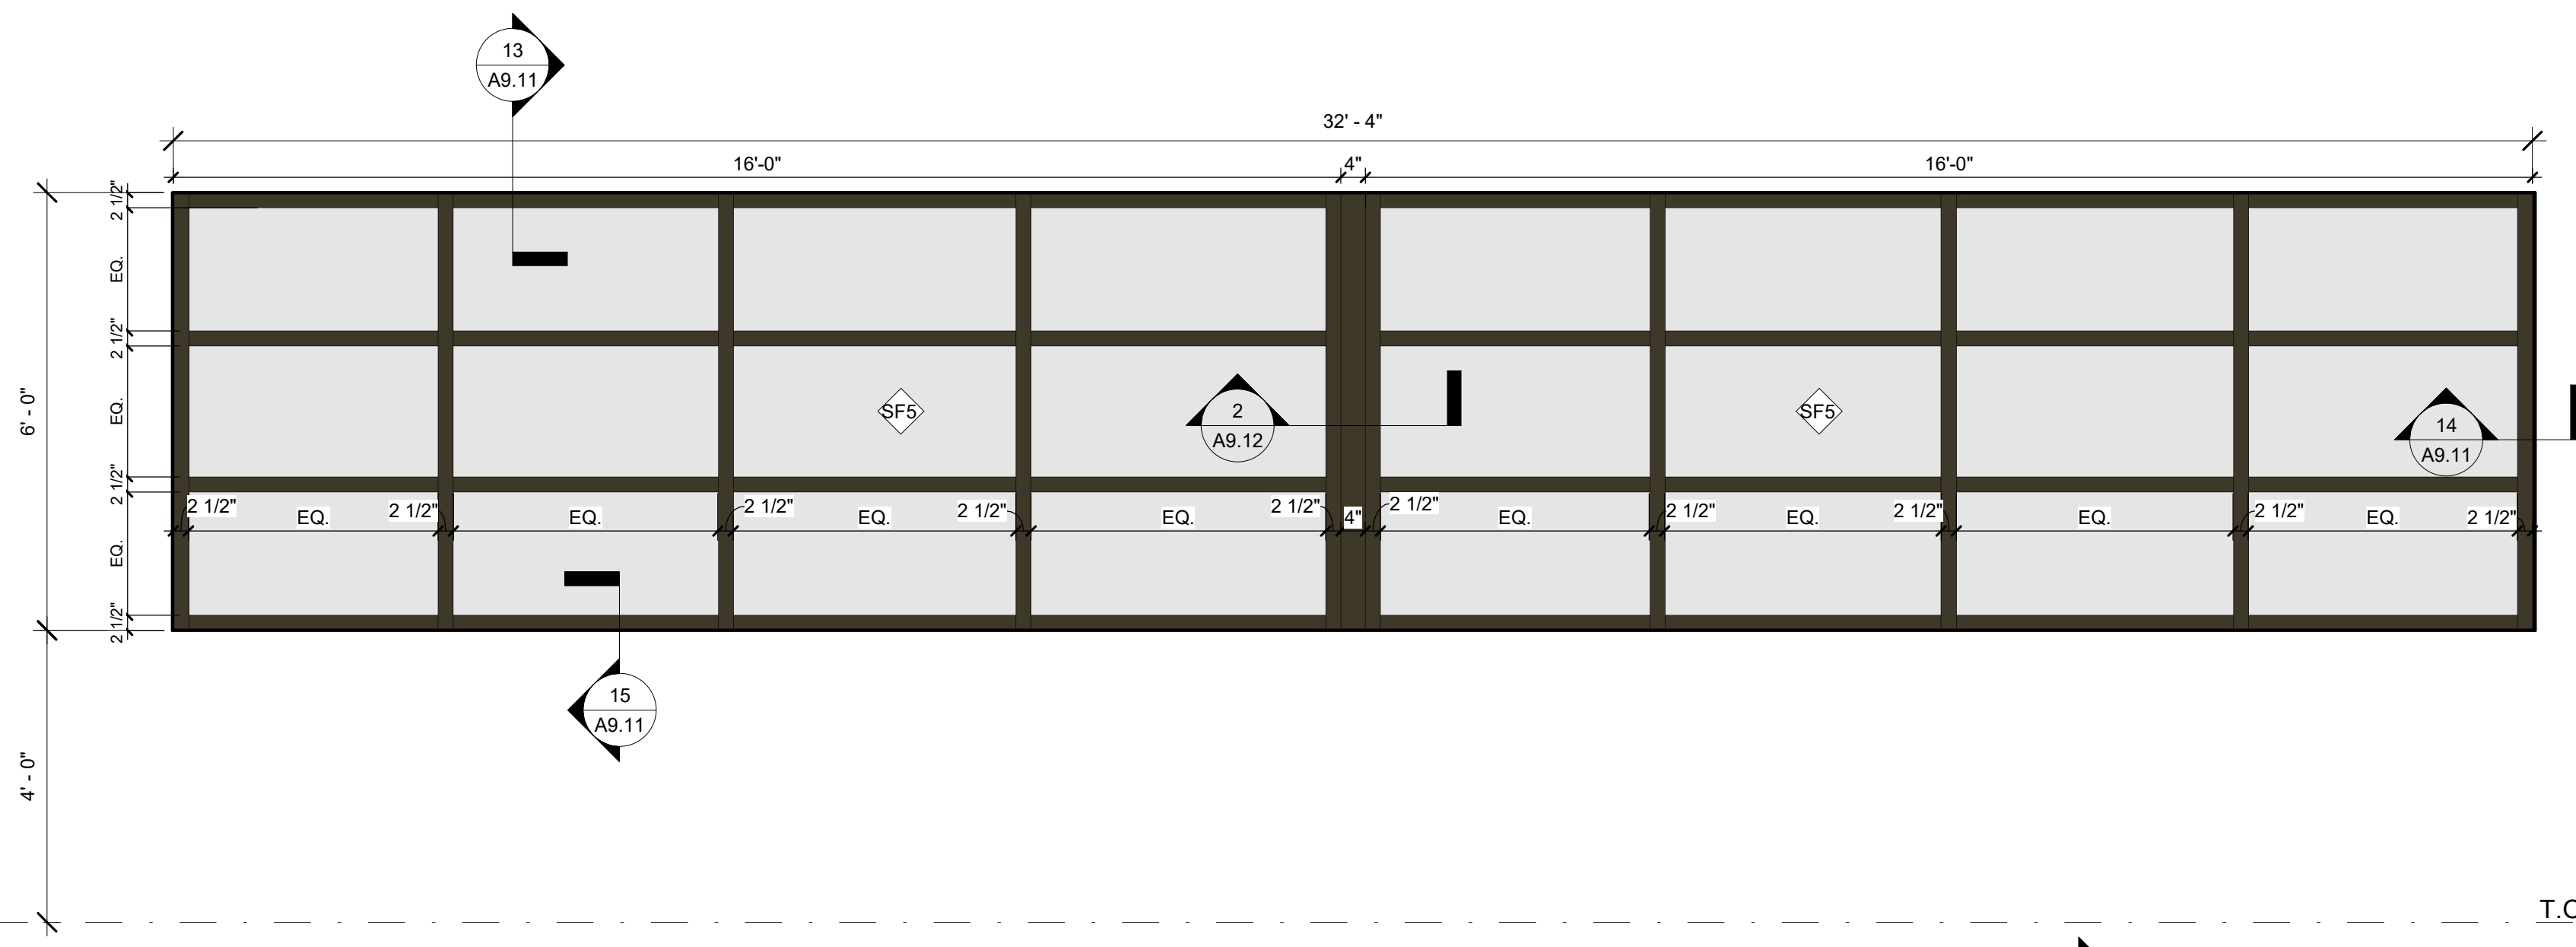 13
A9.11
32' - 4"
16'-0"
4"
16'-0"
2 1/2"
EQ.
2 1/2"
EQ.
2 1/2"
EQ.
2 1/2"
6' - 0"
4' - 0"
SF5
2
A9.12
SF5
14
A9.11
2 1/2"
EQ.
2 1/2"
EQ.
2 1/2"
EQ.
2 1/2"
EQ.
2 1/2"
4"
2 1/2"
EQ.
2 1/2"
EQ.
2 1/2"
EQ.
2 1/2"
EQ.
2 1/2"
15
A9.11